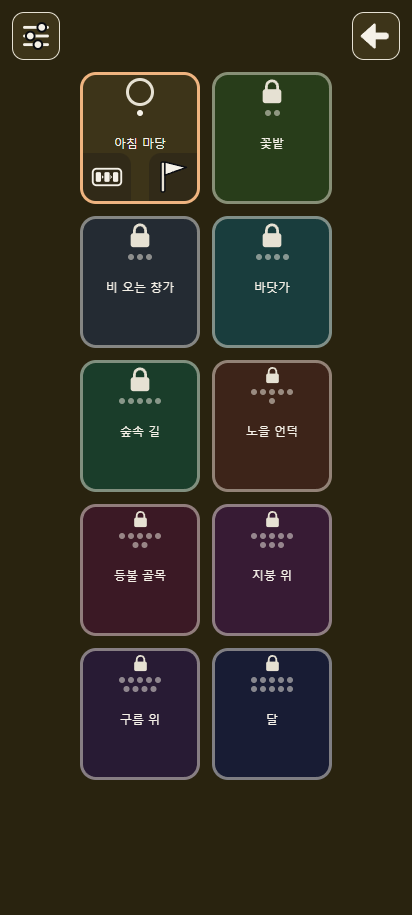 아침 마당
꽃밭
비 오는 창가
바닷가
숲속 길
노을 언덕
등불 골목
지붕 위
구름 위
달